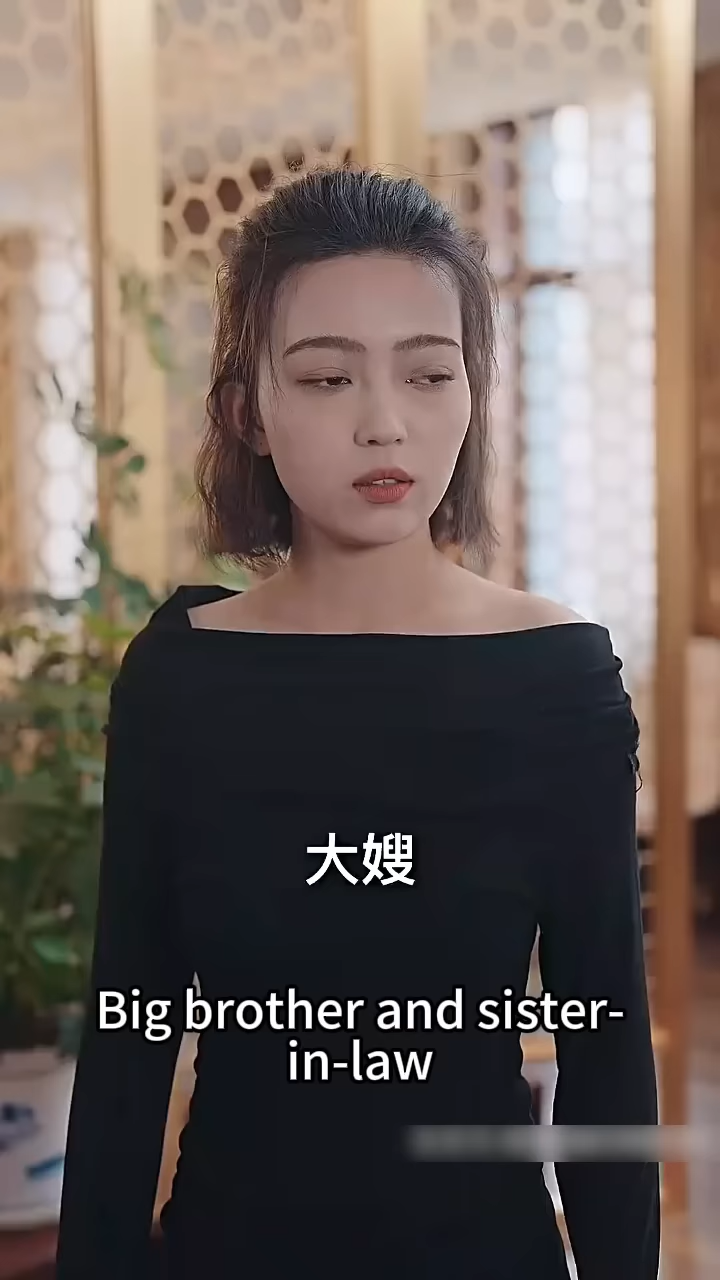 大嫂
Big brother and sister-
in-law